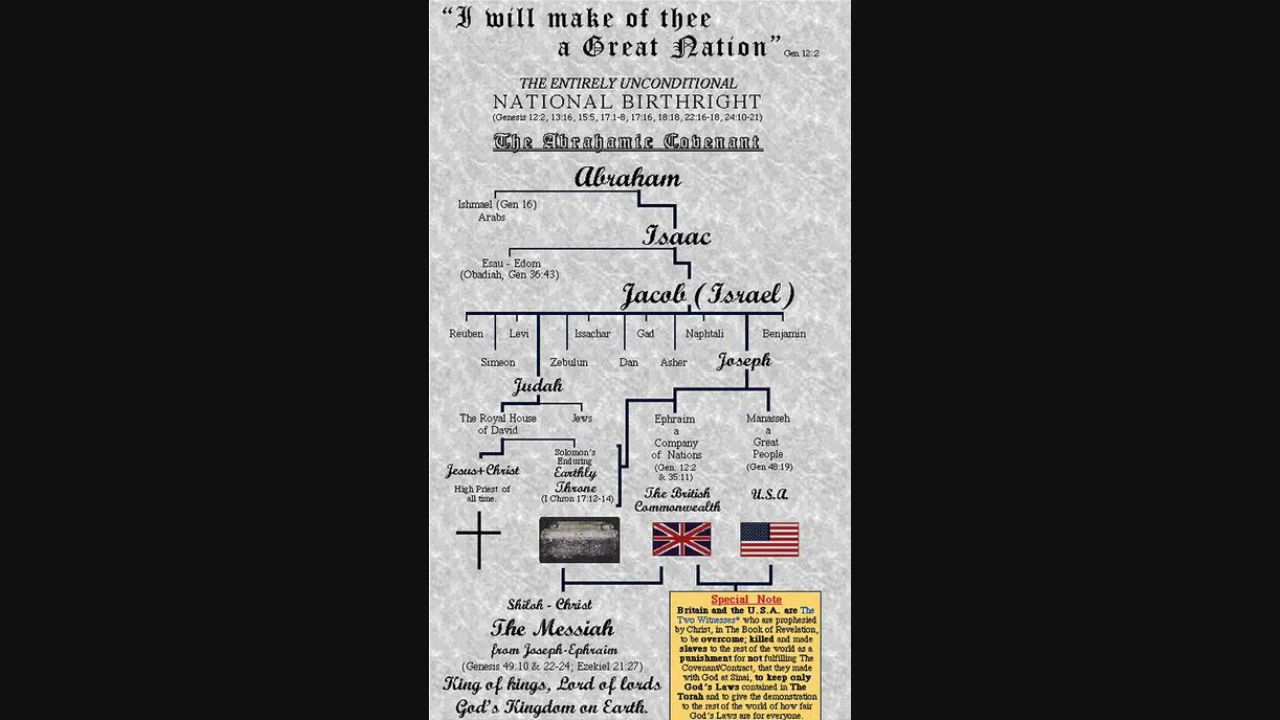 “I will make of thee
a Great Nation” Gen. 12:2
THE ENTIRELY UNCONDITIONAL
NATIONAL BIRTHRIGHT
(Genesis 12:2, 13:16, 15:5, 17:1-8, 17:16, 18:18, 22:16-18, 24:10-21)
The Abrahamic Covenant
Abraham
Ishmael (Gen 16)
Arabs
Isaac
Esau - Edom
(Obadiah, Gen 36:43)
Jacob (Israel)
Reuben Levi Issachar Gad Naphtali Benjamin
Simeon Zebulun Dan Asher Joseph
Judah
The Royal House
of David
Jews
Jesus+Christ
High Priest of
all time.
Solomon's
Enduring
Earthly
Throne
(I Chron 17:12-14)
Ephraim
a
Company
of Nations
(Gen. 12:2
& 35:11)
The British
Commonwealth
Manasseh
a
Great
People
(Gen 48:19)
U.S.A.
Shiloh - Christ
The Messiah
from Joseph-Ephraim
(Genesis 49:10 & 22-24; Ezekiel 21:27)
King of kings, Lord of lords
God's Kingdom on Earth.
Special Note
Britain and the U.S.A. are The
Two Witnesses* who are prophesied
by Christ, in The Book of Revelation,
to be overcome; killed and made
slaves to the rest of the world as a
punishment for not fulfilling The
Covenant/Contract, that they made
with God at Sinai, to keep only
God's Laws contained in The
Torah and to give the demonstration
to the rest of the world of how fair
God's Laws are for everyone.